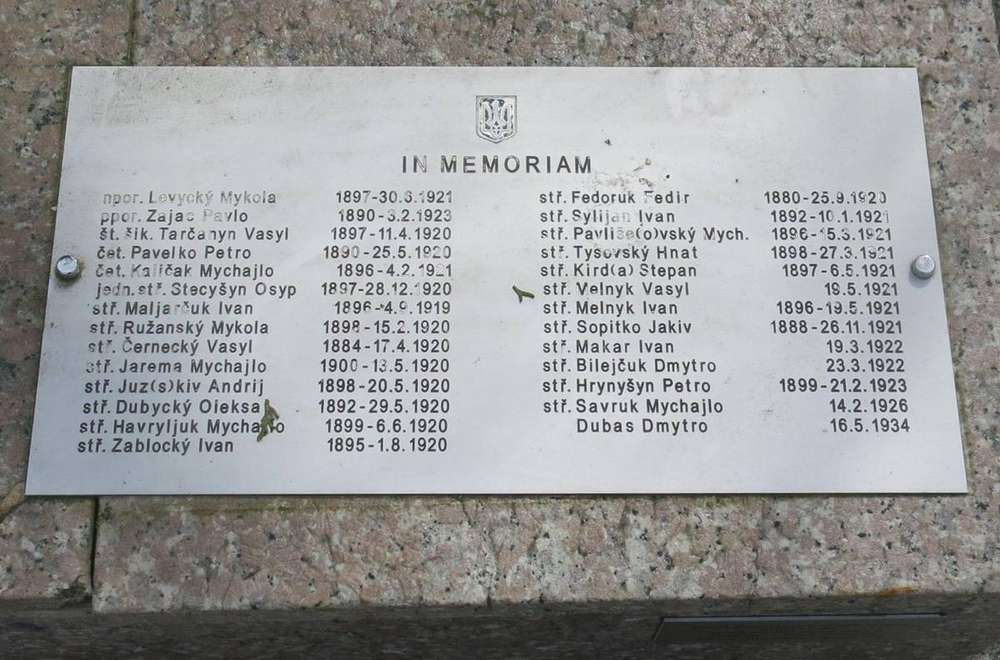 IN MEMORIAM
npor. Levycký Mykola 1897-30.6.1921
ppor. Zajac Pavlo 1890-3.2.1923
št. šik. Tarčanyn Vasyl 1897-11.4.1920
čet. Pavelko Petro 1890-25.5.1920
čet. Kaličak Mychajlo 1896-4.2.1921
jedn. stř. Stecyšyn Osyp 1897-28.12.1920
stř. Maljarčuk Ivan 1896-4.9.1919
stř. Ružanský Mykola 1898-15.2.1920
stř. Černecký Vasyl 1884-17.4.1920
stř. Jarema Mychajlo 1900-13.5.1920
stř. Juz(s)kiv Andrij 1898-20.5.1920
stř. Dubycký Oleksa 1892-29.5.1920
stř. Havryljuk Mychajlo 1899-6.6.1920
stř. Zablocký Ivan 1895-1.8.1920
stř. Fedoruk Fedir 1880-25.9.1920
stř. Sylijan Ivan 1892-10.1.1921
stř. Pavliše(o)vský Mych. 1896-15.3.1921
stř. Tysovský Hnat 1898-27.3.1921
stř. Kird(a) Stepan 1897-6.5.1921
stř. Velnyk Vasyl 19.5.1921
stř. Melnyk Ivan 1896-19.5.1921
stř. Sopitko Jakiv 1888-26.11.1921
stř. Makar Ivan 19.3.1922
stř. Bilejčuk Dmytro 23.3.1922
stř. Hrynyšyn Petro 1899-21.2.1923
stř. Savruk Mychajlo 14.2.1926
Dubas Dmytro 16.5.1934